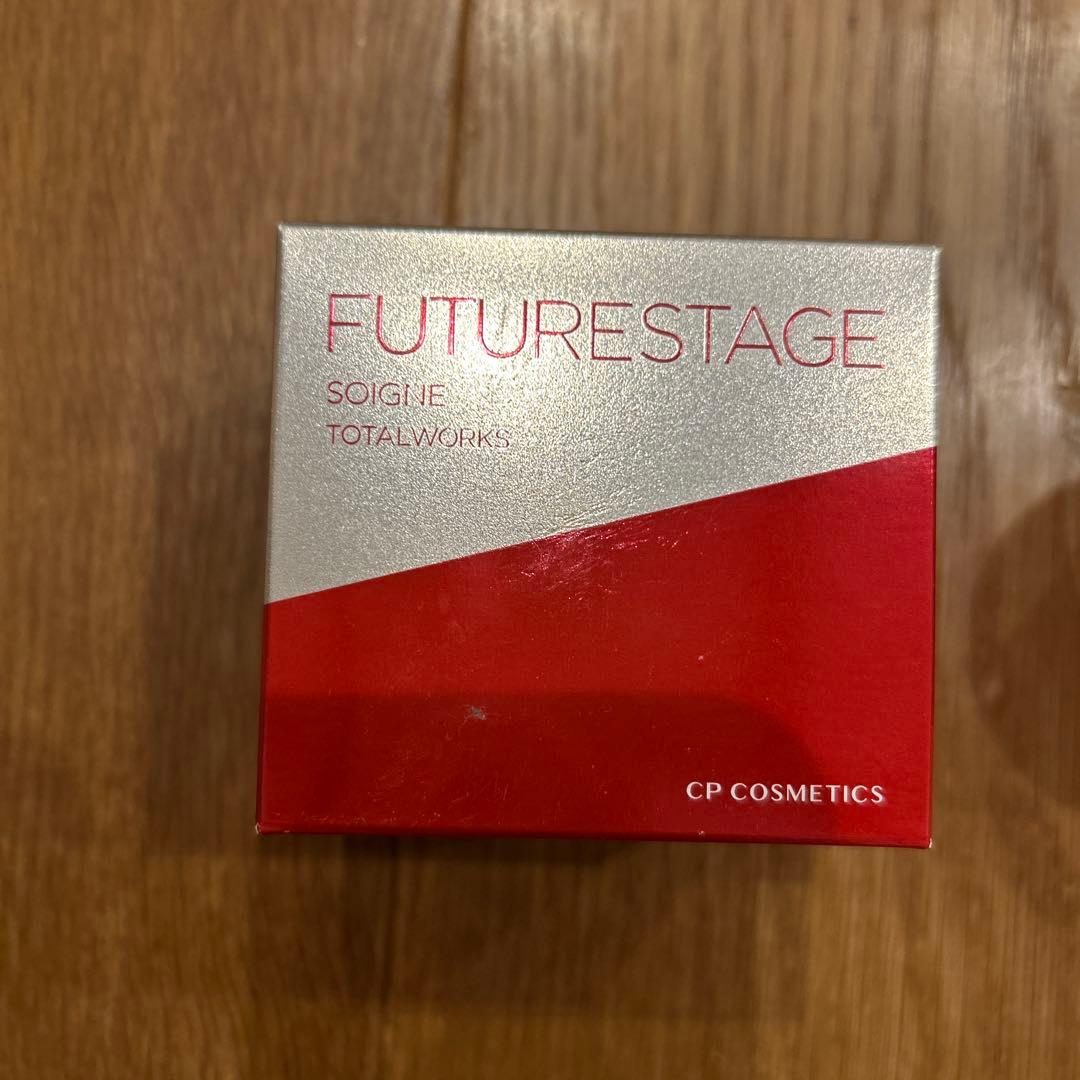 FUTURESTAGE
SOIGNE
TOTALWORKS
CP COSMETICS